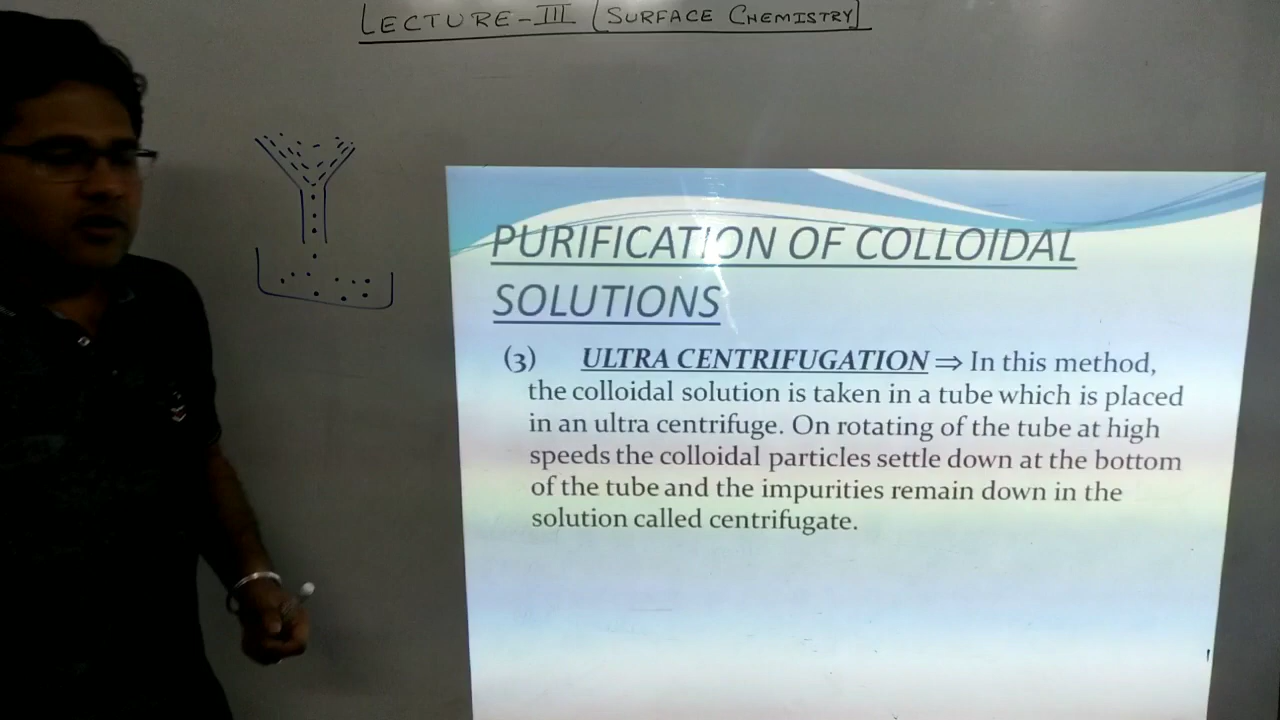 LECTURE-III (SURFACE CHEMISTRY)
PURIFICATION OF COLLOIDAL
SOLUTIONS
(3) ULTRA CENTRIFUGATION ⇒ In this method,
the colloidal solution is taken in a tube which is placed
in an ultra centrifuge. On rotating of the tube at high
speeds the colloidal particles settle down at the bottom
of the tube and the impurities remain down in the
solution called centrifugate.